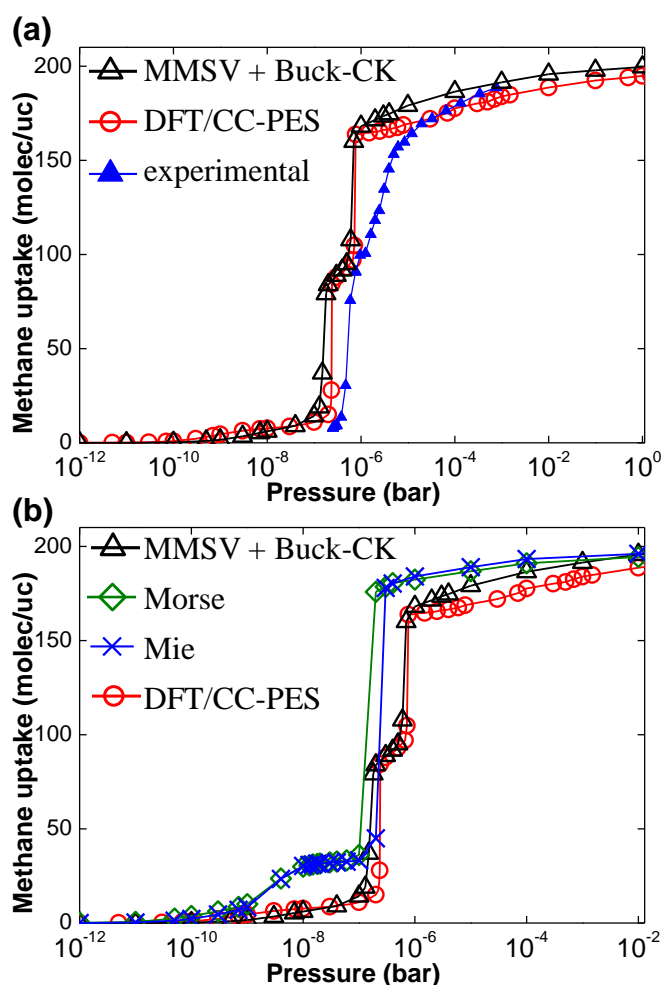 (a)
200
150
100
50
0
Methane uptake (molec/uc)
MMSV + Buck-CK
DFT/CC-PES
experimental
10⁻¹² 10⁻¹⁰ 10⁻⁸ 10⁻⁶ 10⁻⁴ 10⁻² 10⁰
Pressure (bar)
(b)
200
150
100
50
0
Methane uptake (molec/uc)
MMSV + Buck-CK
Morse
Mie
DFT/CC-PES
10⁻¹² 10⁻¹⁰ 10⁻⁸ 10⁻⁶ 10⁻⁴ 10⁻²
Pressure (bar)